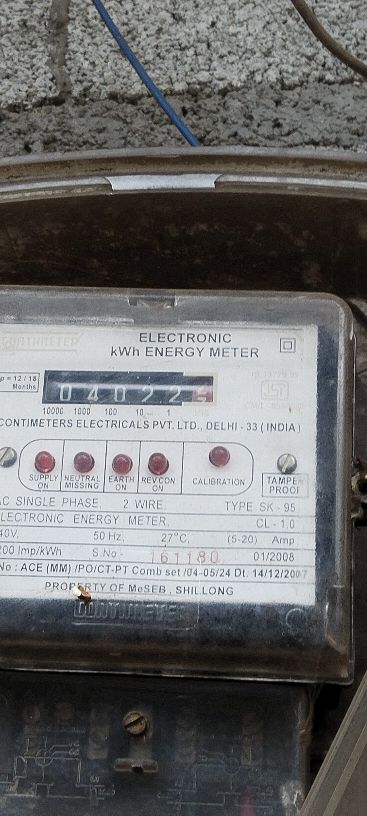 CONTIMETER
ELECTRONIC
kWh ENERGY METER
p = 12 / 18
Months
04022
10000 1000 100 10 1
CONTIMETERS ELECTRICALS PVT. LTD., DELHI - 33 ( INDIA )
SUPPLY ON
NEUTRAL MISSING
EARTH ON
REV.CON ON
CALIBRATION
TAMPE PROOF
AC SINGLE PHASE, 2 WIRE, TYPE SK - 95
ELECTRONIC ENERGY METER, CL - 1.0
40V, 50 Hz, 27°C, (5-20) Amp
200 Imp/kWh S.No - 161180 01/2008
No : ACE (MM) /PO/CT-PT Comb set /04-05/24 Dt. 14/12/2007
PROPERTY OF MeSEB , SHILLONG
CONTIMETER